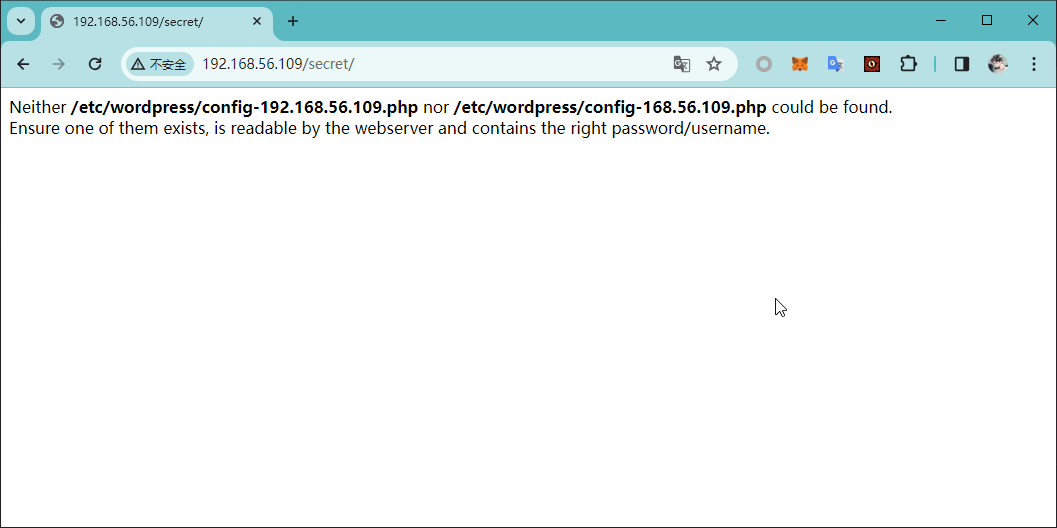 192.168.56.109/secret/
不安全
192.168.56.109/secret/
Neither /etc/wordpress/config-192.168.56.109.php nor /etc/wordpress/config-168.56.109.php could be found.
Ensure one of them exists, is readable by the webserver and contains the right password/username.